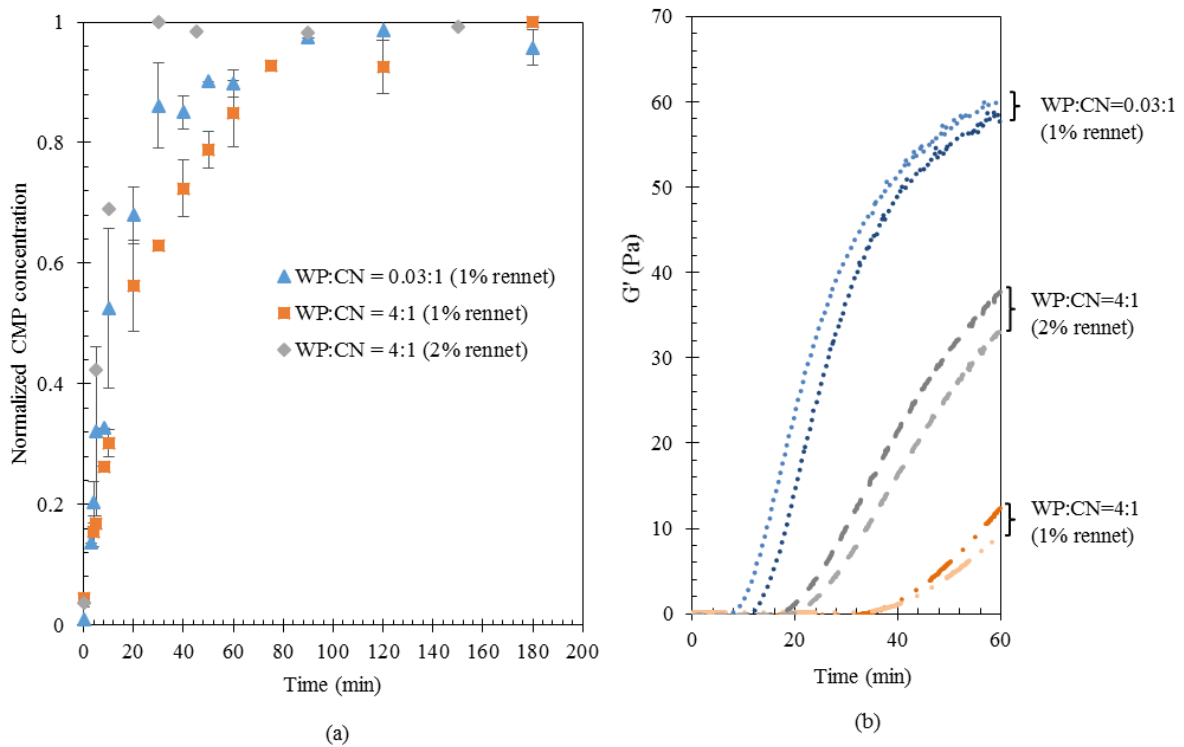 1
0.8
0.6
0.4
0.2
0
Normalized CMP concentration
0 20 40 60 80 100 120 140 160 180 200
Time (min)
WP:CN = 0.03:1 (1% rennet)
WP:CN = 4:1 (1% rennet)
WP:CN = 4:1 (2% rennet)
(a)
70
60
50
40
30
20
10
0
G' (Pa)
0 20 40 60
Time (min)
WP:CN=0.03:1
(1% rennet)
WP:CN=4:1
(2% rennet)
WP:CN=4:1
(1% rennet)
(b)